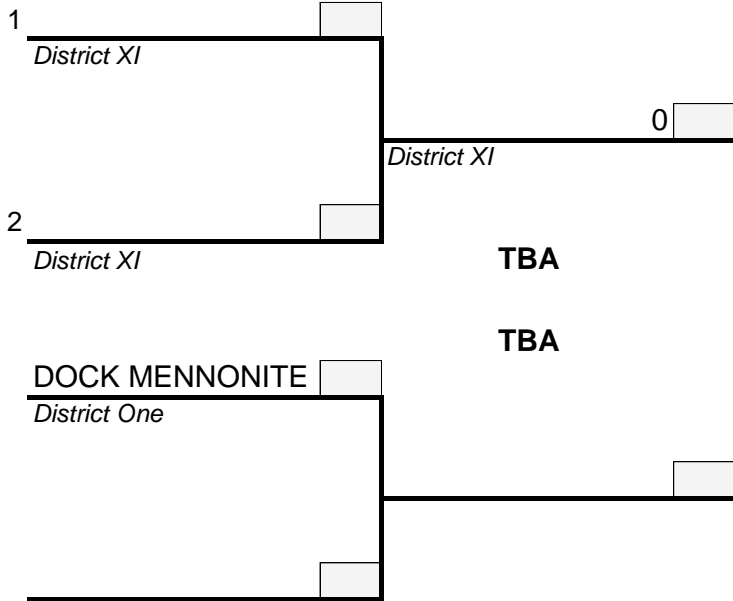 1
District XI
0
District XI
2
District XI
TBA
TBA
DOCK MENNONITE
District One